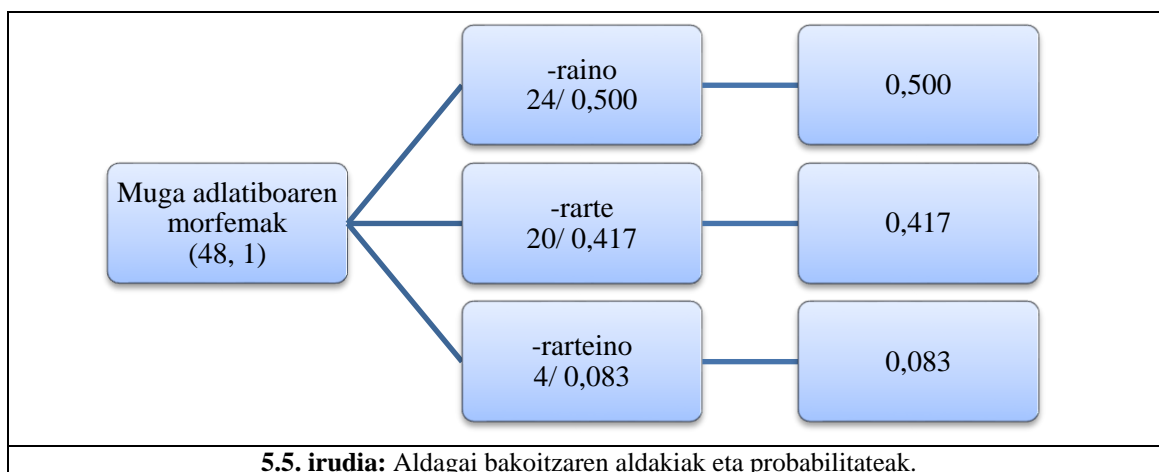 -raino
24/ 0,500
0,500
Muga adlatiboaren
morfemak
(48, 1)
-rarte
20/ 0,417
0,417
-rarteino
4/ 0,083
0,083
5.5. irudia: Aldagai bakoitzaren aldakiak eta probabilitateak.